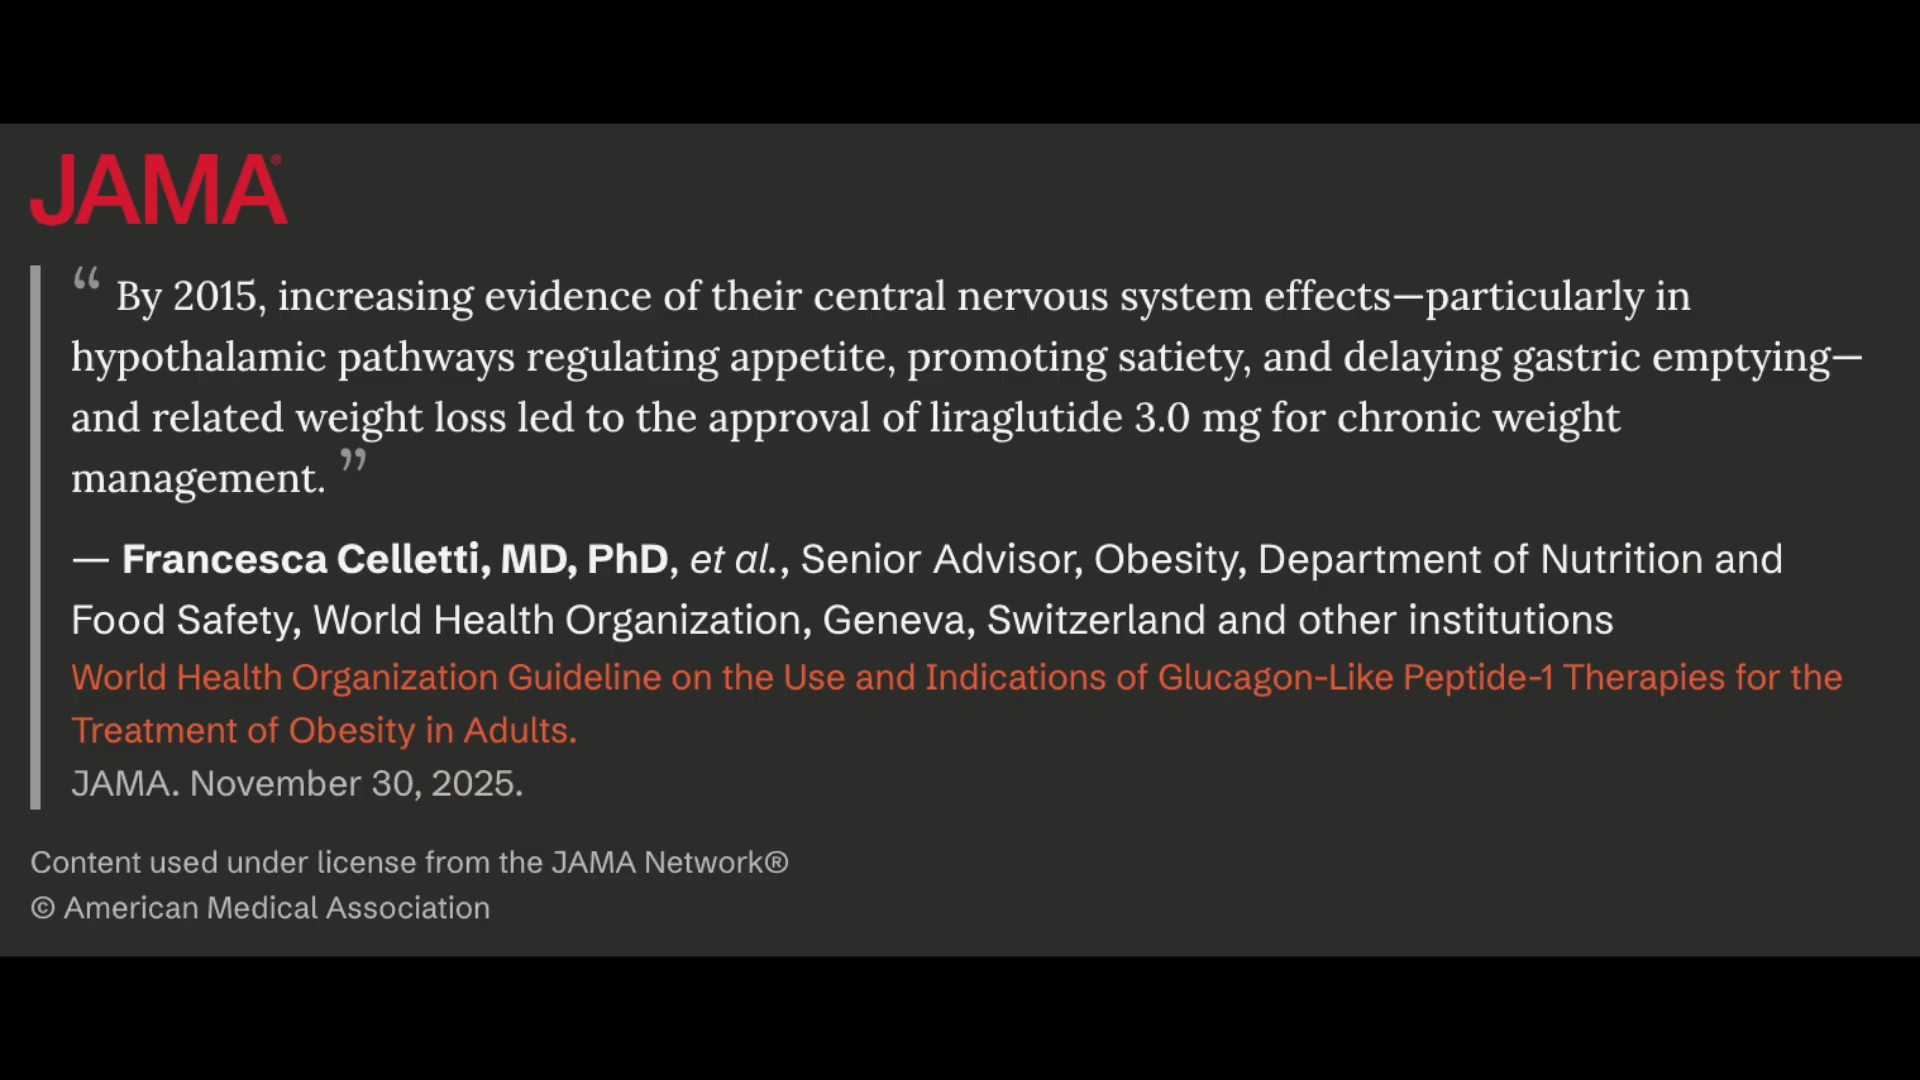 JAMA®
“ By 2015, increasing evidence of their central nervous system effects—particularly in
hypothalamic pathways regulating appetite, promoting satiety, and delaying gastric emptying—
and related weight loss led to the approval of liraglutide 3.0 mg for chronic weight
management. ”
— Francesca Celletti, MD, PhD, et al., Senior Advisor, Obesity, Department of Nutrition and
Food Safety, World Health Organization, Geneva, Switzerland and other institutions
World Health Organization Guideline on the Use and Indications of Glucagon-Like Peptide-1 Therapies for the
Treatment of Obesity in Adults.
JAMA. November 30, 2025.
Content used under license from the JAMA Network®
© American Medical Association